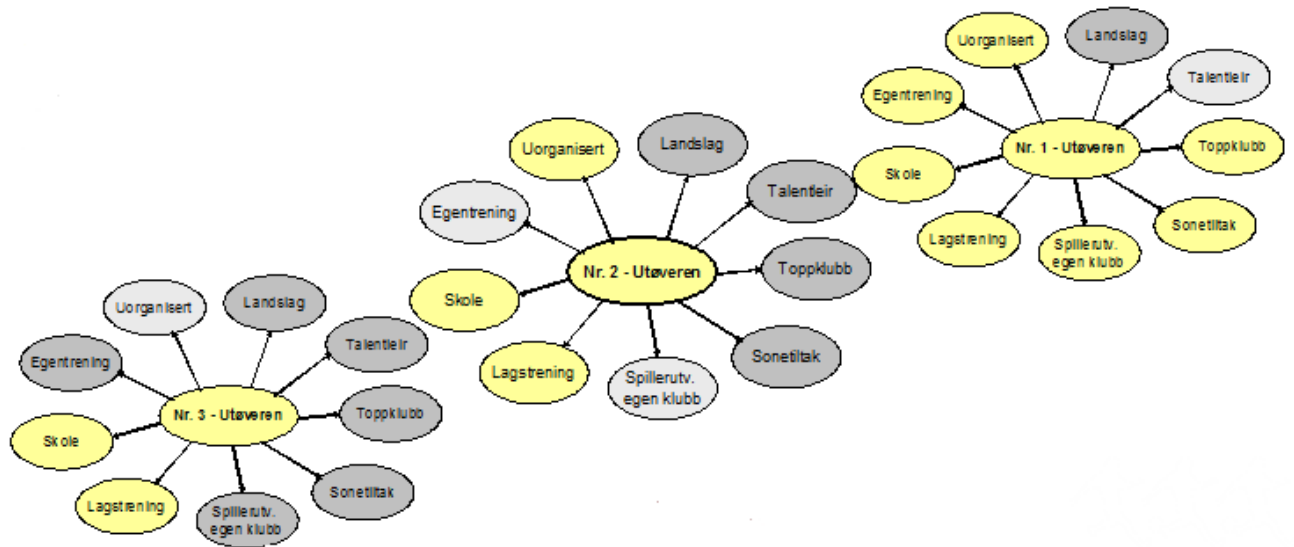 Uorganisert
Landslag
Talentleir
Egentrening
Nr. 1 - Utøveren
Toppklubb
Skole
Lagstrening
Spillerutv.
egen klubb
Sonetiltak
Uorganisert
Landslag
Talentleir
Egentrening
Nr. 2 - Utøveren
Toppklubb
Skole
Lagstrening
Spillerutv.
egen klubb
Sonetiltak
Uorganisert
Landslag
Talentleir
Egentrening
Nr. 3 - Utøveren
Toppklubb
Skole
Lagstrening
Spillerutv.
egen klubb
Sonetiltak